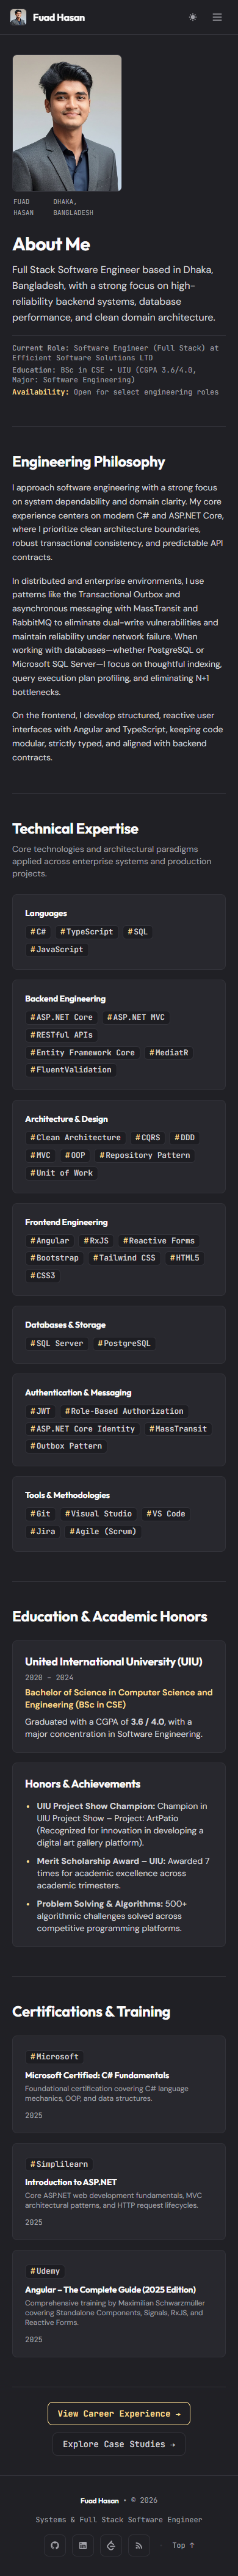 Fuad Hasan
FUAD
HASAN
DHAKA,
BANGLADESH
About Me
Full Stack Software Engineer based in Dhaka,
Bangladesh, with a strong focus on high-
reliability backend systems, database
performance, and clean domain architecture.
Current Role: Software Engineer (Full Stack) at
Efficient Software Solutions LTD
Education: BSc in CSE • UIU (CGPA 3.6/4.0,
Major: Software Engineering)
Availability: Open for select engineering roles
Engineering Philosophy
I approach software engineering with a strong focus
on system dependability and domain clarity. My core
experience centers on modern C# and ASP.NET Core,
where I prioritize clean architecture boundaries,
robust transactional consistency, and predictable API
contracts.
In distributed and enterprise environments, I use
patterns like the Transactional Outbox and
asynchronous messaging with MassTransit and
RabbitMQ to eliminate dual-write vulnerabilities and
maintain reliability under network failure. When
working with databases—whether PostgreSQL or
Microsoft SQL Server—I focus on thoughtful indexing,
query execution plan profiling, and eliminating N+1
bottlenecks.
On the frontend, I develop structured, reactive user
interfaces with Angular and TypeScript, keeping code
modular, strictly typed, and aligned with backend
contracts.
Technical Expertise
Core technologies and architectural paradigms
applied across enterprise systems and production
projects.
Languages
#C# #TypeScript #SQL
#JavaScript
Backend Engineering
#ASP.NET Core #ASP.NET MVC
#RESTful APIs
#Entity Framework Core #MediatR
#FluentValidation
Architecture & Design
#Clean Architecture #CQRS #DDD
#MVC #OOP #Repository Pattern
#Unit of Work
Frontend Engineering
#Angular #RxJS #Reactive Forms
#Bootstrap #Tailwind CSS #HTML5
#CSS3
Databases & Storage
#SQL Server #PostgreSQL
Authentication & Messaging
#JWT #Role-Based Authorization
#ASP.NET Core Identity #MassTransit
#Outbox Pattern
Tools & Methodologies
#Git #Visual Studio #VS Code
#Jira #Agile (Scrum)
Education & Academic Honors
United International University (UIU)
2020 – 2024
Bachelor of Science in Computer Science and
Engineering (BSc in CSE)
Graduated with a CGPA of 3.6 / 4.0, with a
major concentration in Software Engineering.
Honors & Achievements
• UIU Project Show Champion: Champion in
UIU Project Show – Project: ArtPatio
(Recognized for innovation in developing a
digital art gallery platform).
• Merit Scholarship Award – UIU: Awarded 7
times for academic excellence across
academic trimesters.
• Problem Solving & Algorithms: 500+
algorithmic challenges solved across
competitive programming platforms.
Certifications & Training
#Microsoft
Microsoft Certified: C# Fundamentals
Foundational certification covering C# language
mechanics, OOP, and data structures.
2025
#Simplilearn
Introduction to ASP.NET
Core ASP.NET web development fundamentals, MVC
architectural patterns, and HTTP request lifecycles.
2025
#Udemy
Angular – The Complete Guide (2025 Edition)
Comprehensive training by Maximilian Schwarzmüller
covering Standalone Components, Signals, RxJS, and
Reactive Forms.
2025
View Career Experience →
Explore Case Studies →
Fuad Hasan • © 2026
Systems & Full Stack Software Engineer
Top ↑